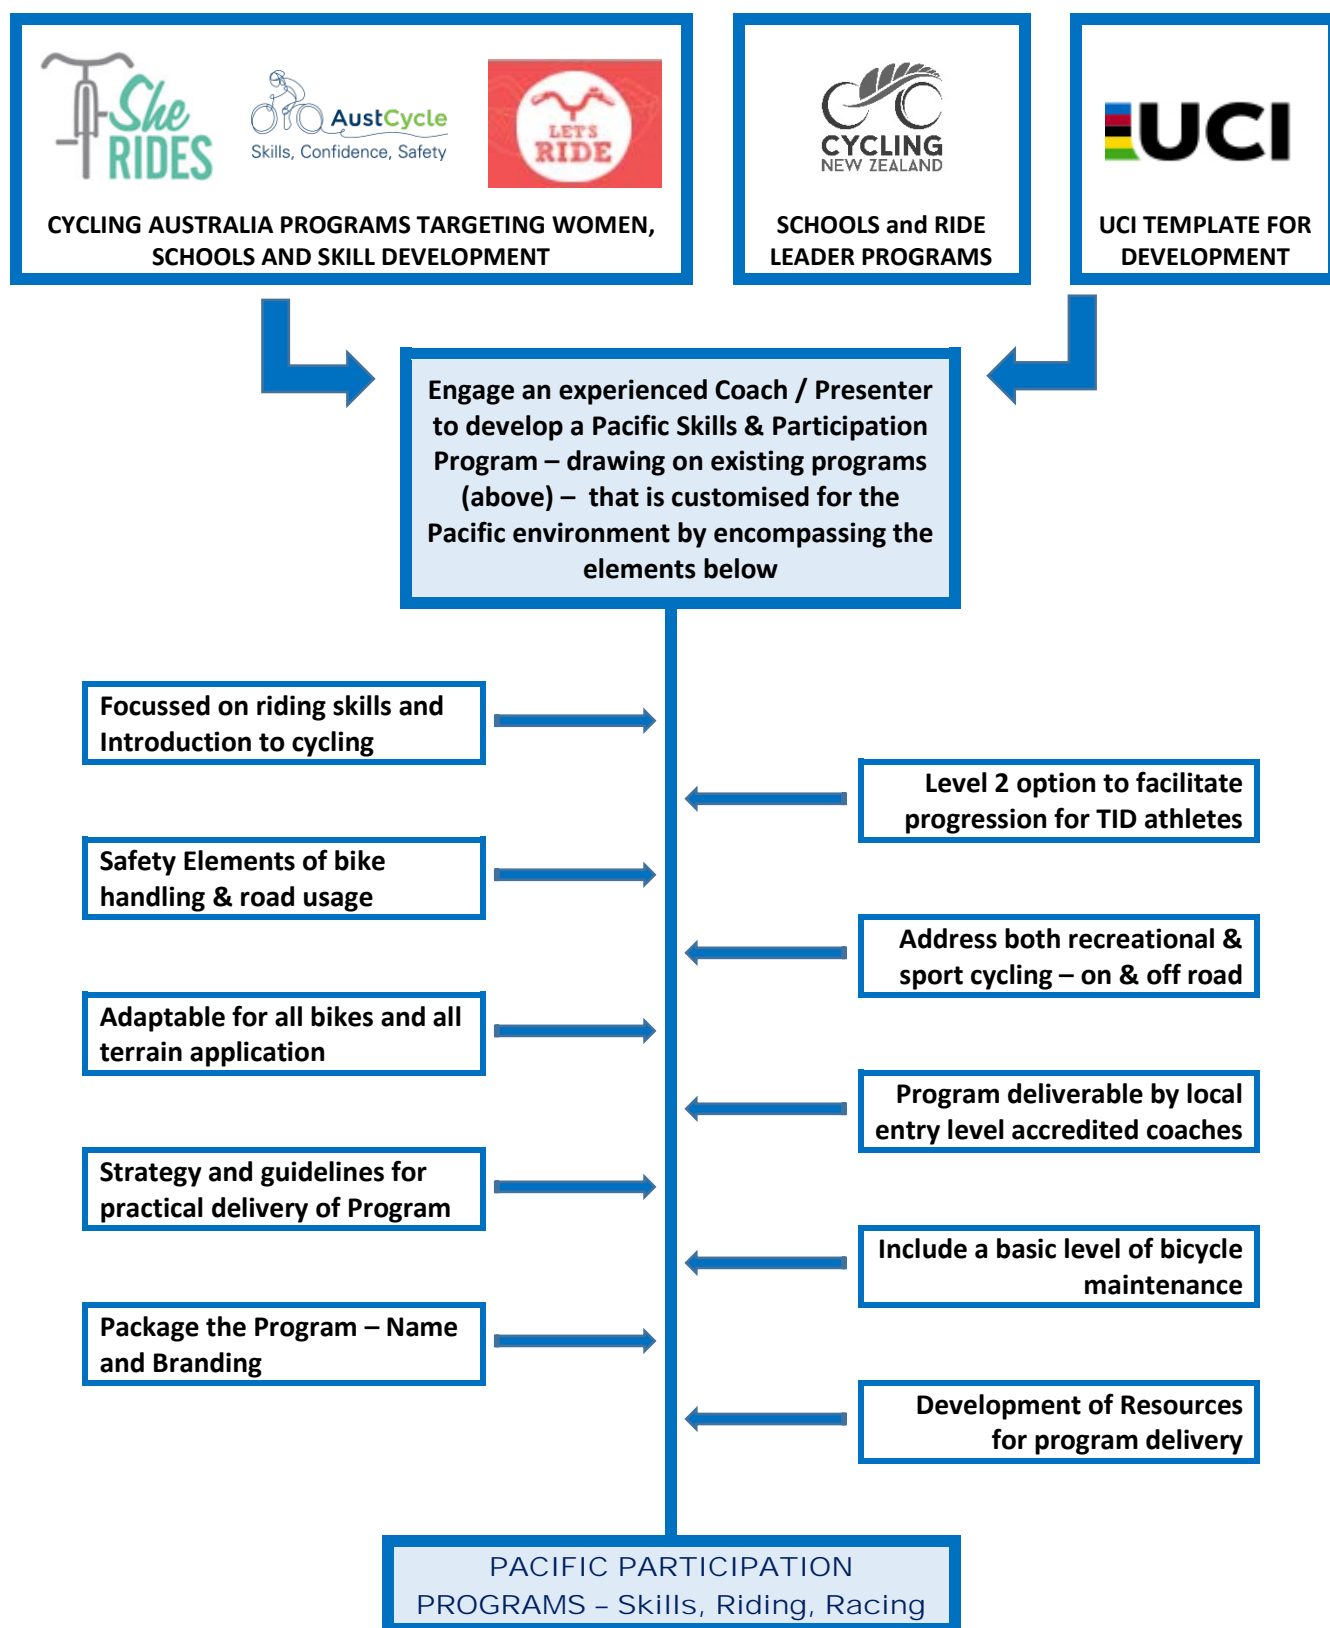 She
RIDES
AustCycle
Skills, Confidence, Safety
LET'S
RIDE
CYCLING AUSTRALIA PROGRAMS TARGETING WOMEN,
SCHOOLS AND SKILL DEVELOPMENT
CYCLING
NEW ZEALAND
SCHOOLS and RIDE
LEADER PROGRAMS
UCI
UCI TEMPLATE FOR
DEVELOPMENT
Engage an experienced Coach / Presenter
to develop a Pacific Skills & Participation
Program – drawing on existing programs
(above) – that is customised for the
Pacific environment by encompassing the
elements below
Focussed on riding skills and
Introduction to cycling
Level 2 option to facilitate
progression for TID athletes
Safety Elements of bike
handling & road usage
Address both recreational &
sport cycling – on & off road
Adaptable for all bikes and all
terrain application
Program deliverable by local
entry level accredited coaches
Strategy and guidelines for
practical delivery of Program
Include a basic level of bicycle
maintenance
Package the Program – Name
and Branding
Development of Resources
for program delivery
PACIFIC PARTICIPATION
PROGRAMS – Skills, Riding, Racing